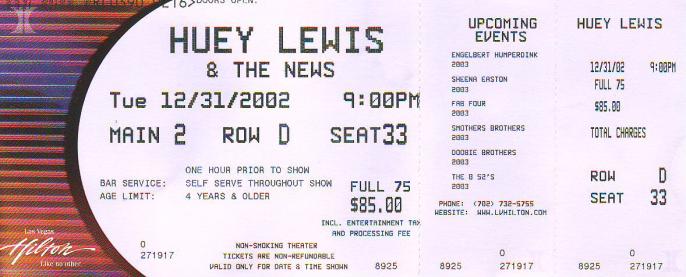 DOORS OPEN:
HUEY LEWIS
& THE NEWS
Tue 12/31/2002 9:00PM
MAIN 2 ROW D SEAT 33
ONE HOUR PRIOR TO SHOW
BAR SERVICE: SELF SERVE THROUGHOUT SHOW
AGE LIMIT: 4 YEARS & OLDER
FULL 75
$85.00
INCL. ENTERTAINMENT TAX
AND PROCESSING FEE
Las Vegas
Hilton
Like no other
0
271917
NON-SMOKING THEATER
TICKETS ARE NON-REFUNDABLE
VALID ONLY FOR DATE & TIME SHOWN
8925
UPCOMING
EVENTS
ENGELBERT HUMPERDINK
2003
SHEENA EASTON
2003
FAB FOUR
2003
SMOTHERS BROTHERS
2003
DOOBIE BROTHERS
2003
THE B 52'S
2003
PHONE: (702) 732-5755
WEBSITE: WWW.LVHILTON.COM
0
8925 271917
HUEY LEWIS
12/31/02 9:00PM
FULL 75
$85.00
TOTAL CHARGES
ROW D
SEAT 33
0
8925 271917